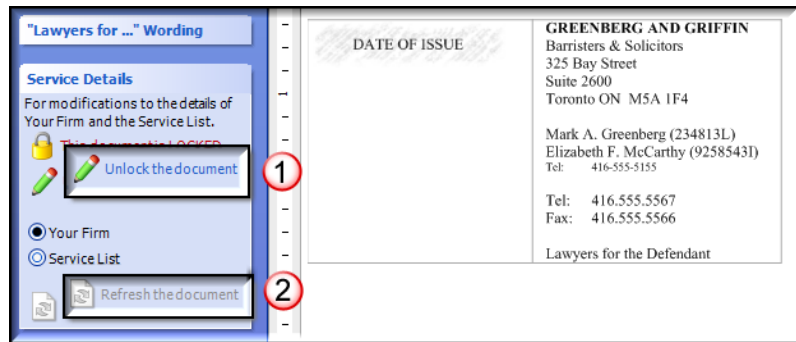 "Lawyers for ..." Wording
Service Details
For modifications to the details of
Your Firm and the Service List.
This document is LOCKED
Unlock the document
1
Your Firm
Service List
Refresh the document
2
1
DATE OF ISSUE
GREENBERG AND GRIFFIN
Barristers & Solicitors
325 Bay Street
Suite 2600
Toronto ON M5A 1F4
Mark A. Greenberg (234813L)
Elizabeth F. McCarthy (9258543I)
Tel: 416-555-5155
Tel: 416.555.5567
Fax: 416.555.5566
Lawyers for the Defendant